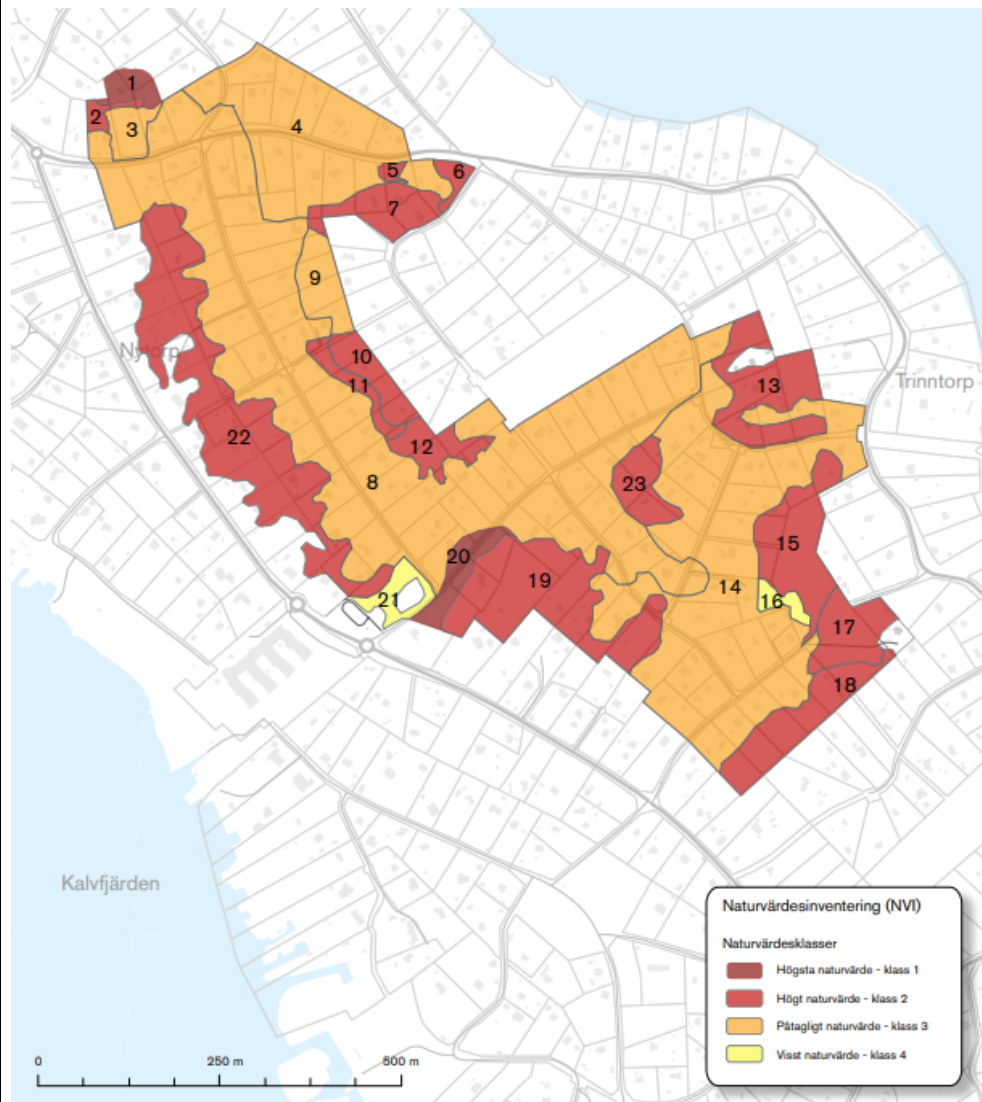 1
2
3
4
5
6
7
9
Nytorp
10
11
13
Trinntorp
22
12
8
23
20
15
19
14
21
16
17
18
Kalvfjärden
Naturvärdesinventering (NVI)
Naturvärdesklasser
Högsta naturvärde - klass 1
Högt naturvärde - klass 2
Påtagligt naturvärde - klass 3
Visst naturvärde - klass 4
0 250 m 500 m